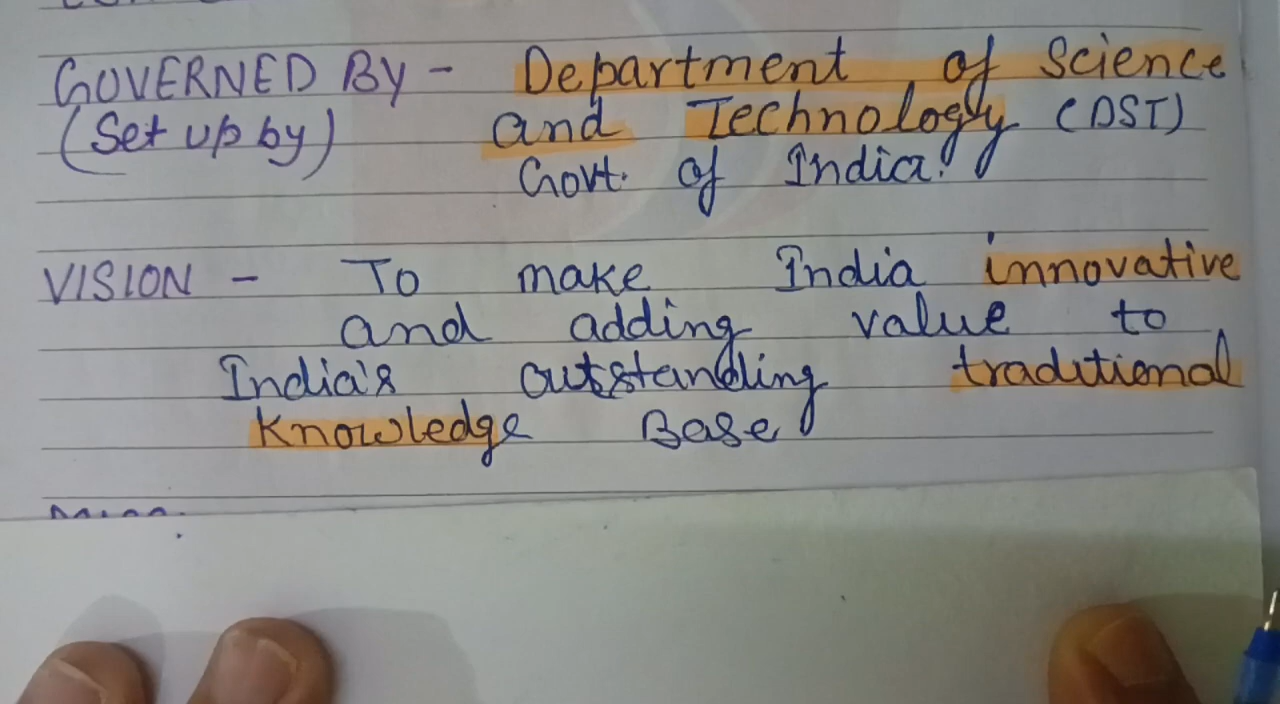 GOVERNED BY - Department of Science
(Set up by) and Technology (DST)
Govt. of India.
VISION - To make India innovative
and adding value to
India's outstanding traditional
Knowledge Base